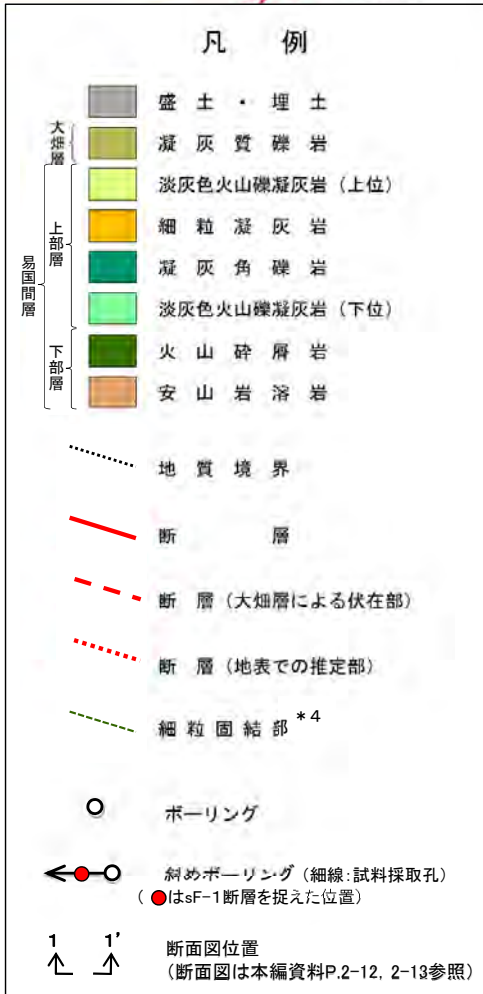 凡 例
盛土・埋土
大畑層
凝灰質礫岩
易国間層
上部層
淡灰色火山礫凝灰岩(上位)
細粒凝灰岩
凝灰角礫岩
淡灰色火山礫凝灰岩(下位)
下部層
火山砕屑岩
安山岩溶岩
地質境界
断層
断層(大畑層による伏在部)
断層(地表での推定部)
細粒固結部*4
ボーリング
斜めボーリング(細線:試料採取孔)
(●はsF-1断層を捉えた位置)
1 1' 断面図位置
(断面図は本編資料P.2-12, 2-13参照)